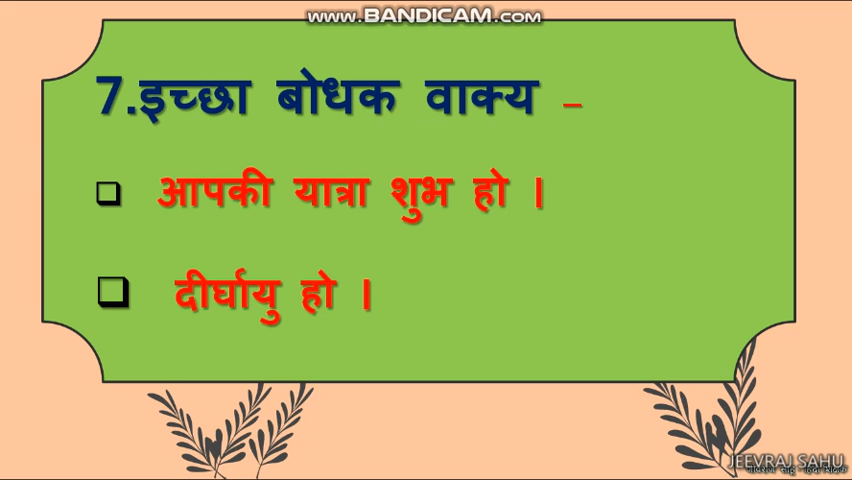 www.BANDICAM.com
7.इच्छा बोधक वाक्य –
आपकी यात्रा शुभ हो ।
दीर्घायु हो ।
JEEVRAJ SAHU